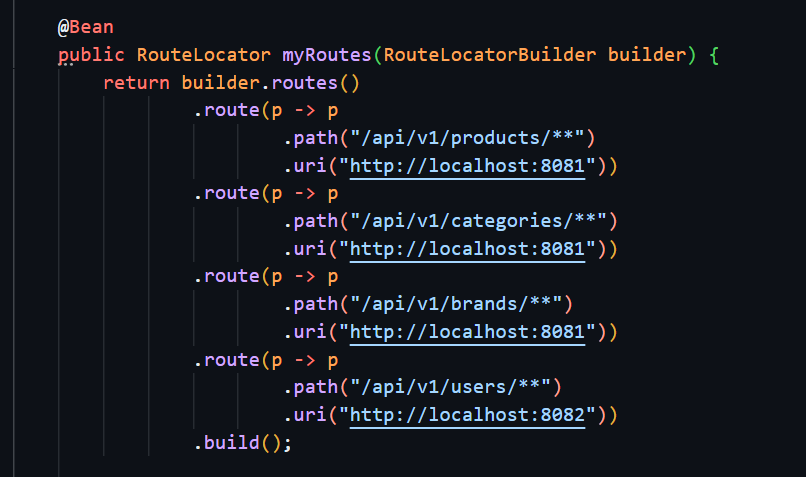 @Bean
public RouteLocator myRoutes(RouteLocatorBuilder builder) {
return builder.routes()
.route(p -> p
.path("/api/v1/products/**")
.uri("http://localhost:8081"))
.route(p -> p
.path("/api/v1/categories/**")
.uri("http://localhost:8081"))
.route(p -> p
.path("/api/v1/brands/**")
.uri("http://localhost:8081"))
.route(p -> p
.path("/api/v1/users/**")
.uri("http://localhost:8082"))
.build();